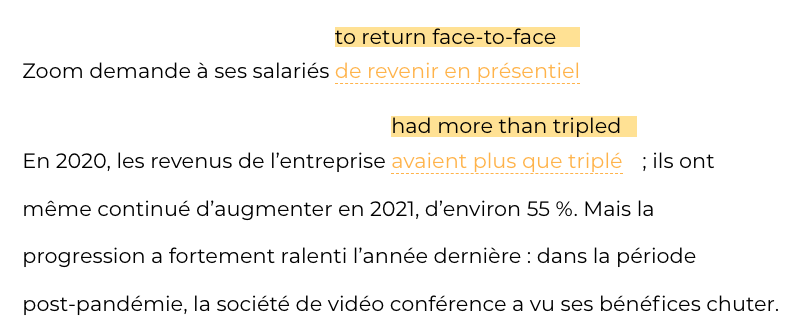 to return face-to-face
Zoom demande à ses salariés de revenir en présentiel
had more than tripled
En 2020, les revenus de l’entreprise avaient plus que triplé ; ils ont
même continué d’augmenter en 2021, d’environ 55 %. Mais la
progression a fortement ralenti l’année dernière : dans la période
post-pandémie, la société de vidéo conférence a vu ses bénéfices chuter.